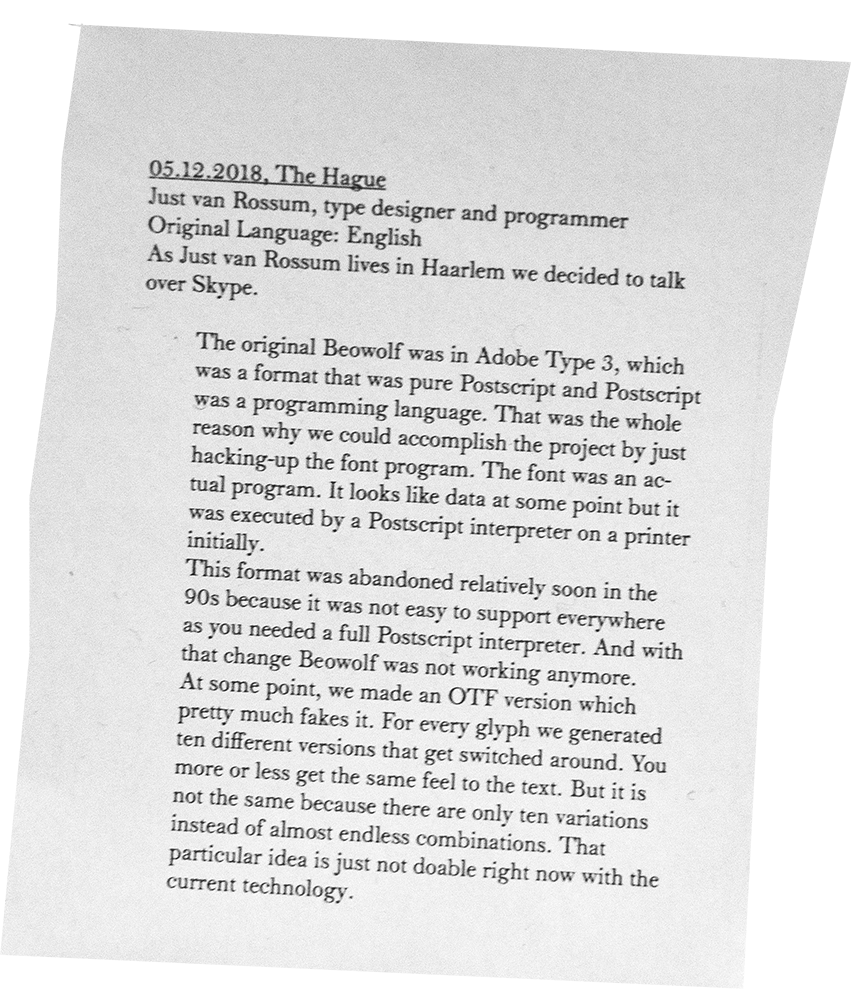 05.12.2018, The Hague
Just van Rossum, type designer and programmer
Original Language: English
As Just van Rossum lives in Haarlem we decided to talk
over Skype.
The original Beowolf was in Adobe Type 3, which
was a format that was pure Postscript and Postscript
was a programming language. That was the whole
reason why we could accomplish the project by just
hacking-up the font program. The font was an ac-
tual program. It looks like data at some point but it
was executed by a Postscript interpreter on a printer
initially.
This format was abandoned relatively soon in the
90s because it was not easy to support everywhere
as you needed a full Postscript interpreter. And with
that change Beowolf was not working anymore.
At some point, we made an OTF version which
pretty much fakes it. For every glyph we generated
ten different versions that get switched around. You
more or less get the same feel to the text. But it is
not the same because there are only ten variations
instead of almost endless combinations. That
particular idea is just not doable right now with the
current technology.